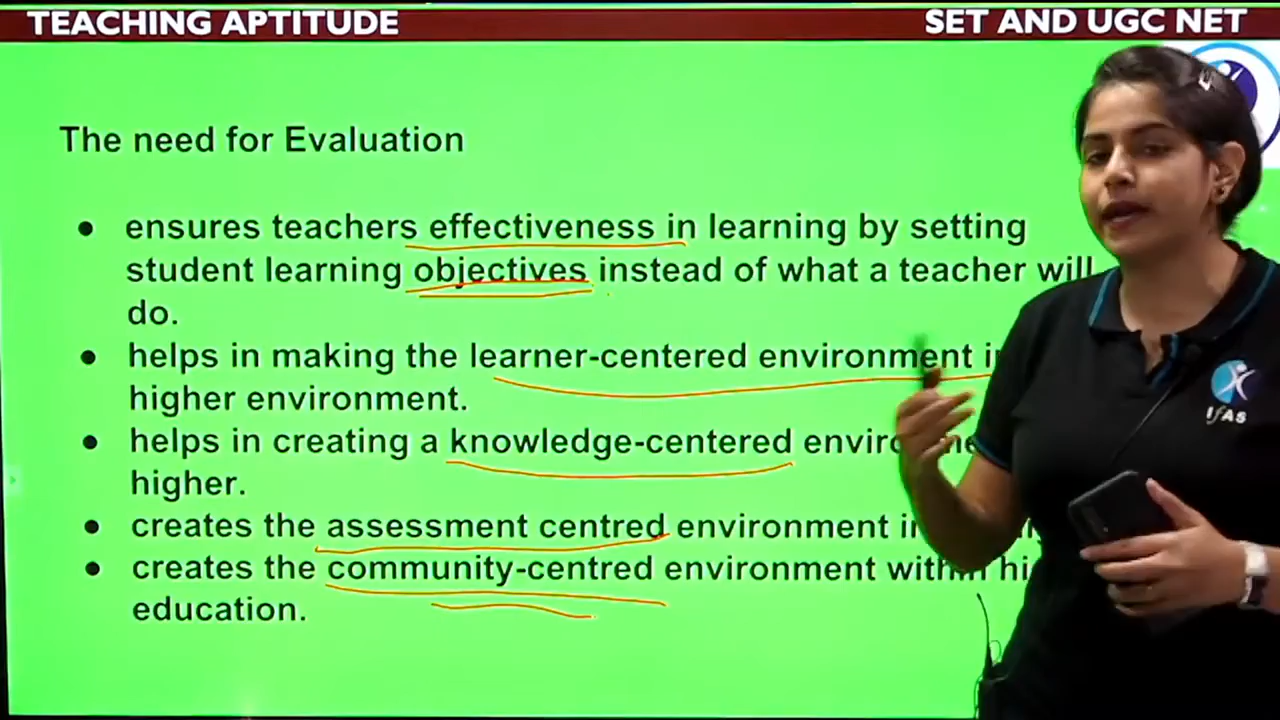 TEACHING APTITUDE
SET AND UGC NET
The need for Evaluation
● ensures teachers effectiveness in learning by setting
student learning objectives instead of what a teacher will
do.
● helps in making the learner-centered environment
higher environment.
● helps in creating a knowledge-centered
higher.
● creates the assessment centred environment
● creates the community-centred environment within
education.
IFAS